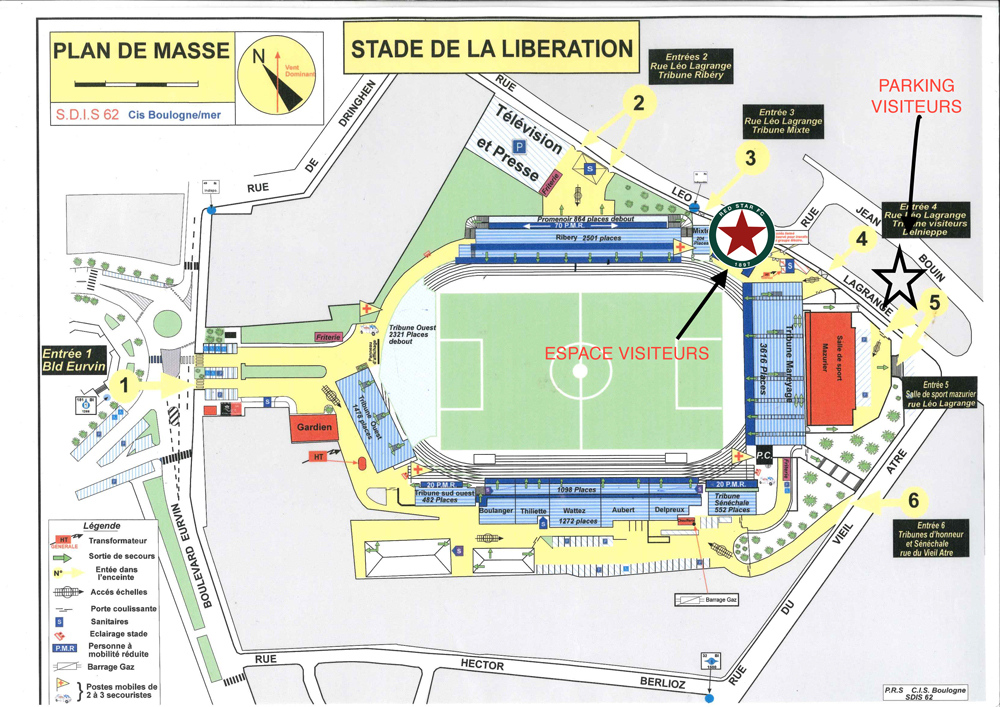 PLAN DE MASSE
N
Vent
Dominant
S.D.I.S 62 Cis Boulogne/mer
STADE DE LA LIBERATION
Entrées 2
Rue Léo Lagrange
Tribune Ribéry
2
Entrée 3
Rue Léo Lagrange
Tribune Mixte
3
PARKING
VISITEURS
Entrée 4
Rue Léo Lagrange
Tribune visiteurs
Lelnieppe
4
5
RUE
LEO
LAGRANGE
RUE
JEAN
BOUIN
RUE
DE
DRINGHEN
Télévision
et Presse
P
Friterie
S
Promenoir 864 places debout
70 P.M.R.
Ribery 2501 places
Mixte
RED STAR FC
1897
S
ESPACE VISITEURS
Tribune Ouest
2321 Places
debout
Tribune Marayage
3616 Places
Salle de sport
Mazurier
Entrée 1
Bld Eurvin
1
Friterie
S
Gardien
HT
Tribune Ouest
1478 places
Entrée 5
Salle de sport mazurier
rue Léo Lagrange
P.C
Friterie
20 P.M.R.
Tribune sud ouest
482 Places
1098 Places
Boulanger Thiliette Wattez Aubert Delpreux
1272 places
20 P.M.R.
Tribune
Sénéchale
552 Places
S
S
6
Entrée 6
Tribunes d'honneur
et Sénéchale
rue du Vieil Atre
Barrage Gaz
RUE
DU
VIEIL
ATRE
BOULEVARD EURVIN
RUE
HECTOR
BERLIOZ
Légende
HT
GENERALE
Transformateur
Sortie de secours
N°
Entée dans
l'enceinte
Accés échelles
Porte coulissante
S
Sanitaires
Eclairage stade
P.M.R
Personne à
mobilité réduite
Barrage Gaz
Postes mobiles de
2 à 3 secouristes
P.R.S C.I.S. Boulogne
SDIS 62